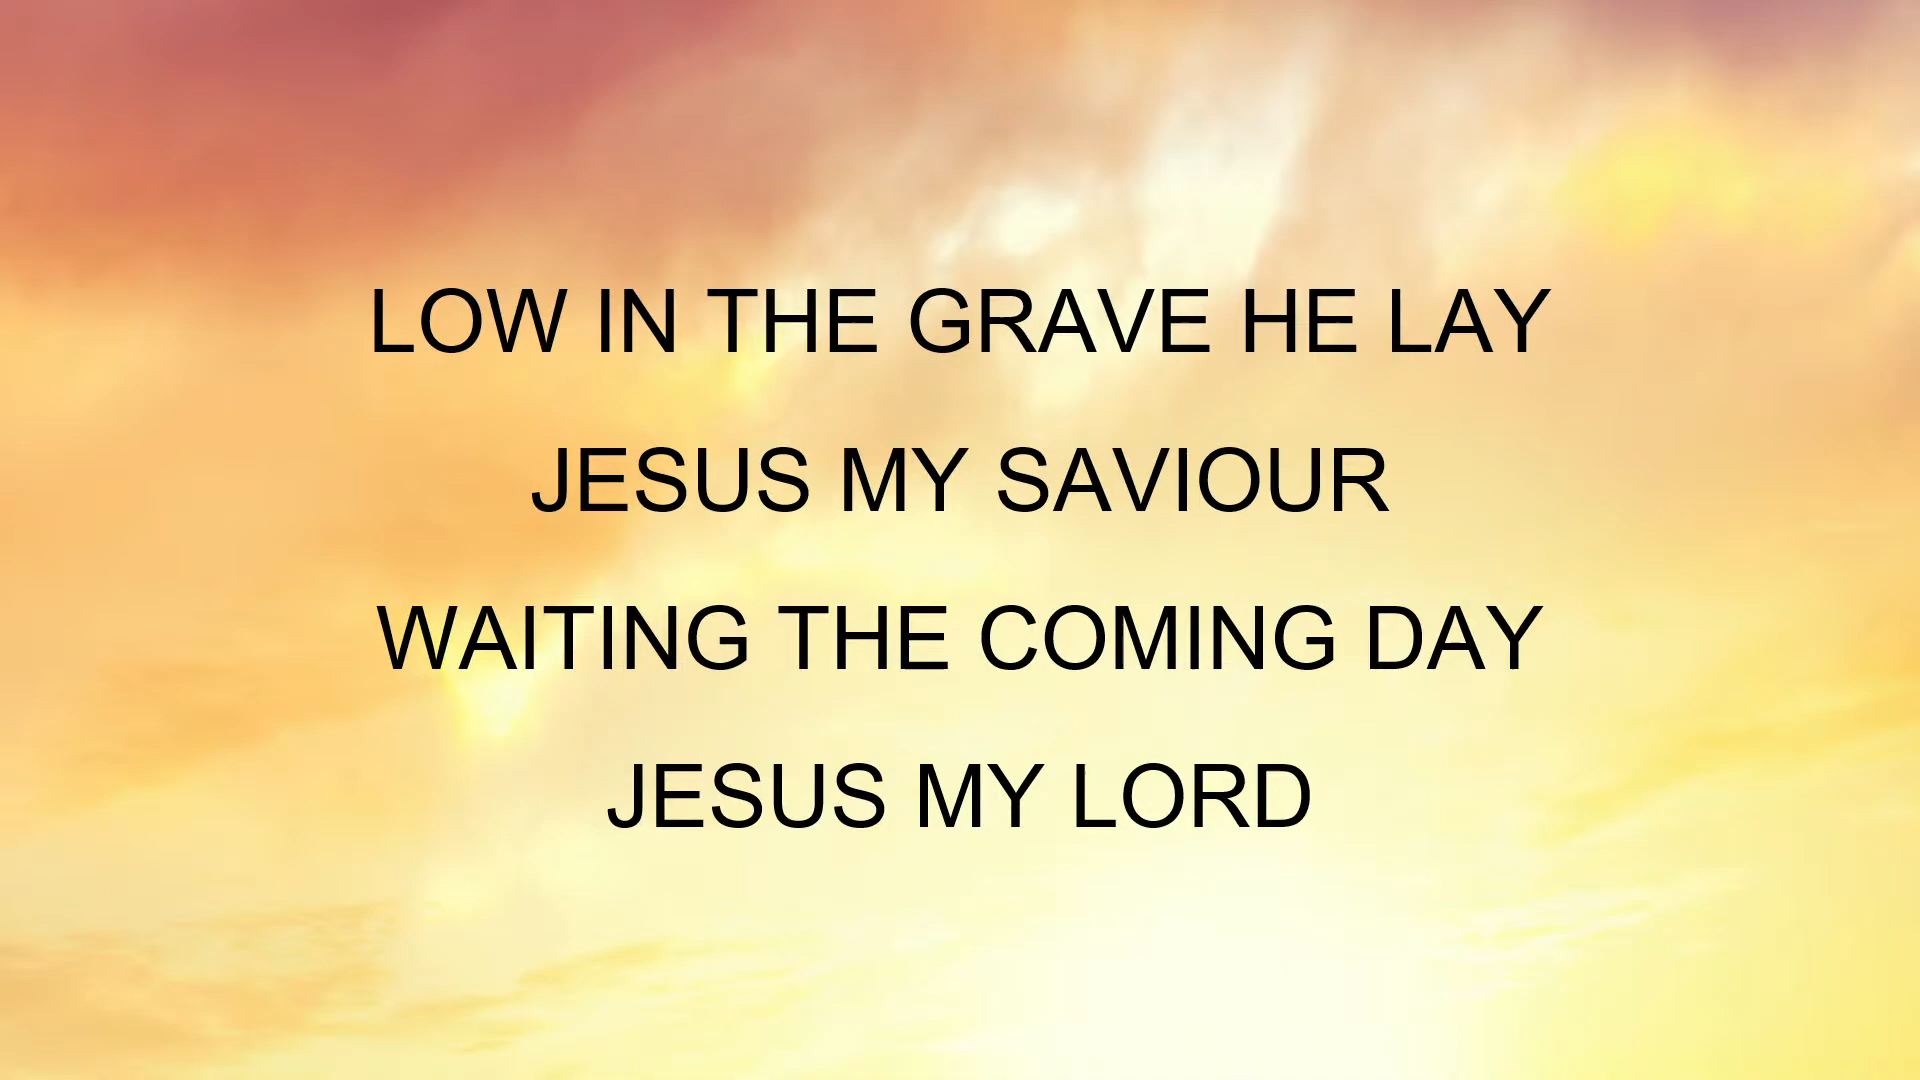 LOW IN THE GRAVE HE LAY
JESUS MY SAVIOUR
WAITING THE COMING DAY
JESUS MY LORD